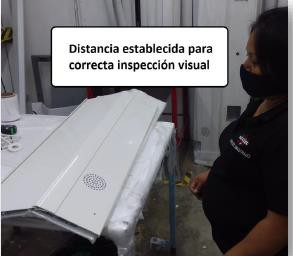 Distancia establecida para
correcta inspección visual